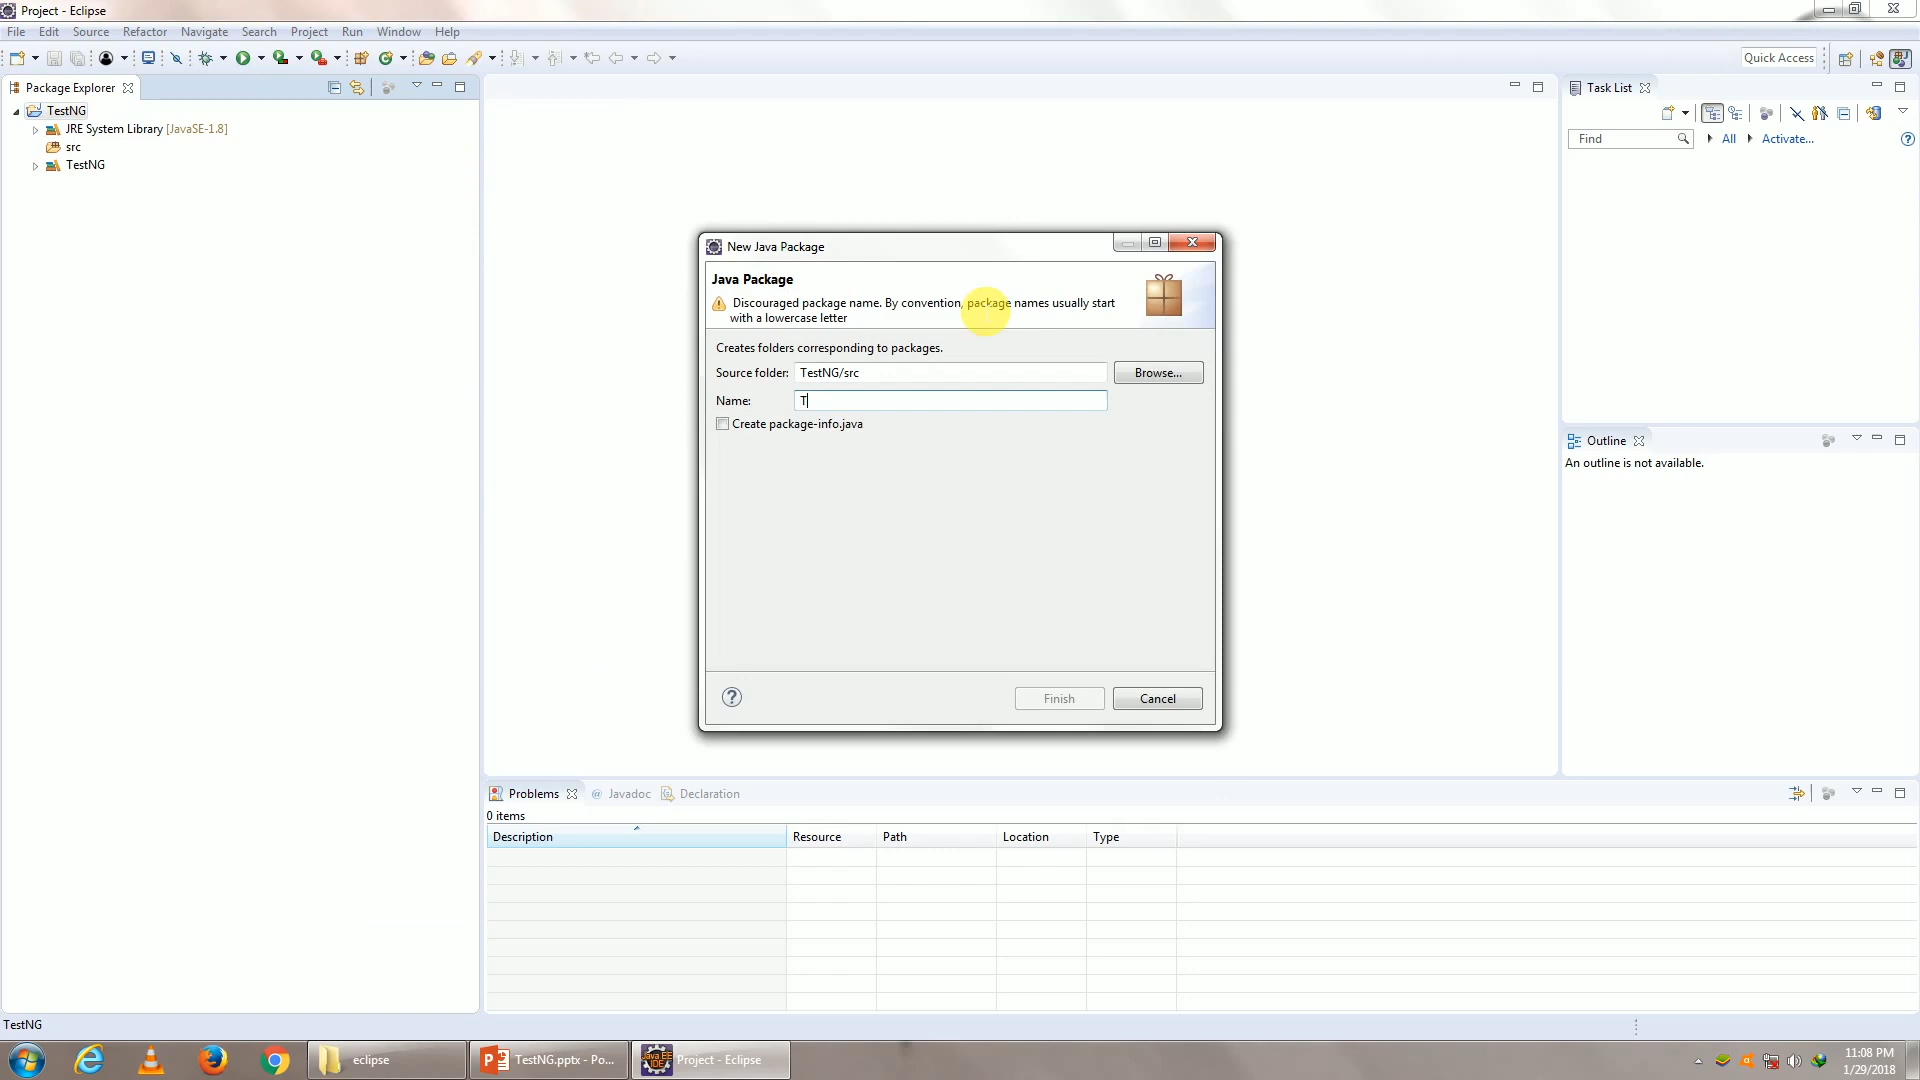 Project - Eclipse
File Edit Source Refactor Navigate Search Project Run Window Help
Quick Access
Package Explorer
TestNG
JRE System Library [JavaSE-1.8]
src
TestNG
Task List
Find
All
Activate...
New Java Package
Java Package
Discouraged package name. By convention, package names usually start
with a lowercase letter
Creates folders corresponding to packages.
Source folder: TestNG/src Browse...
Name: T
Create package-info.java
Finish Cancel
Outline
An outline is not available.
Problems @ Javadoc Declaration
0 items
Description Resource Path Location Type
TestNG
eclipse
TestNG.pptx - Po...
Project - Eclipse
11:08 PM
1/29/2018